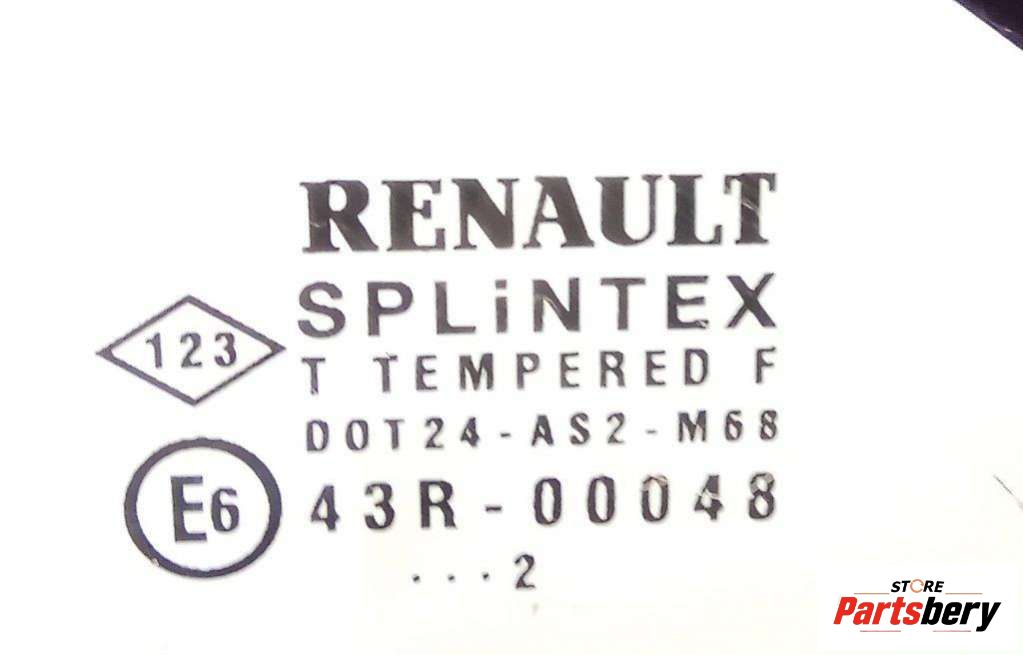 RENAULT
SPLiNTEX
123
T TEMPERED F
DOT24-AS2-M68
E6
43R-00048
...2
STORE
Partsbery